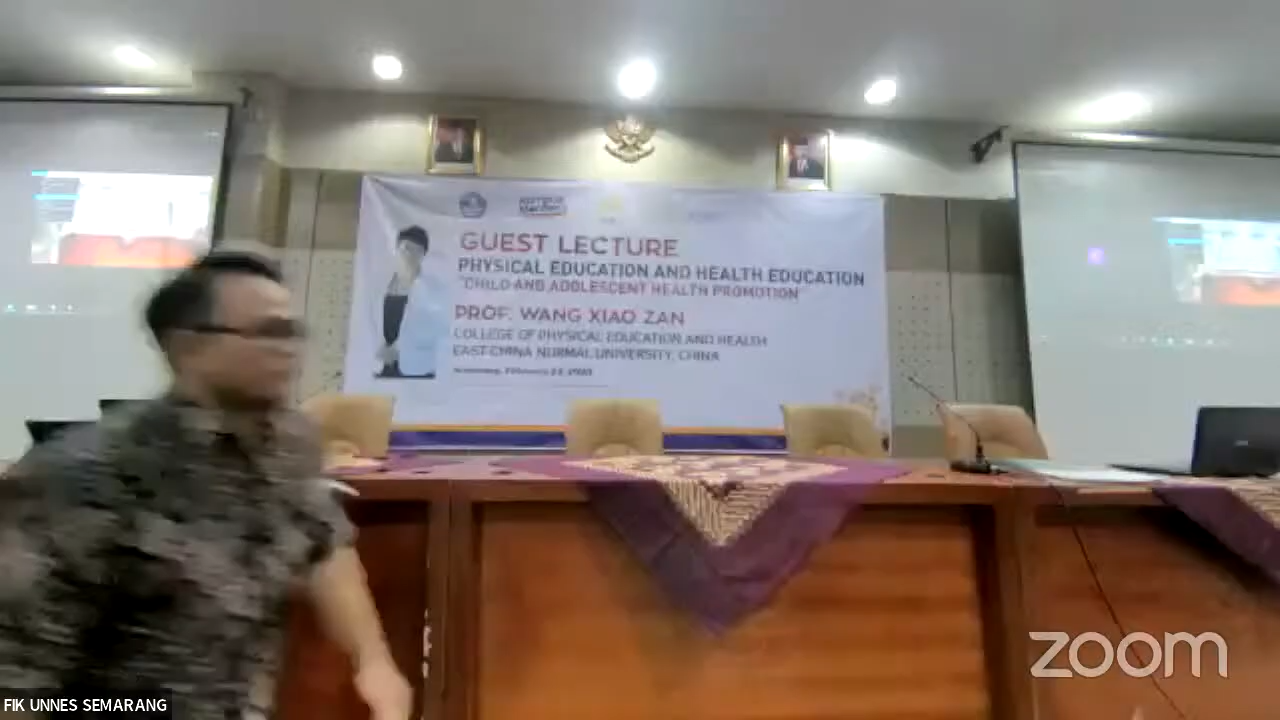 GUEST LECTURE
PHYSICAL EDUCATION AND HEALTH EDUCATION
"CHILD AND ADOLESCENT HEALTH PROMOTION"
PROF. WANG XIAO ZAN
COLLEGE OF PHYSICAL EDUCATION AND HEALTH
EAST CHINA NORMAL UNIVERSITY, CHINA
zoom
FIK UNNES SEMARANG